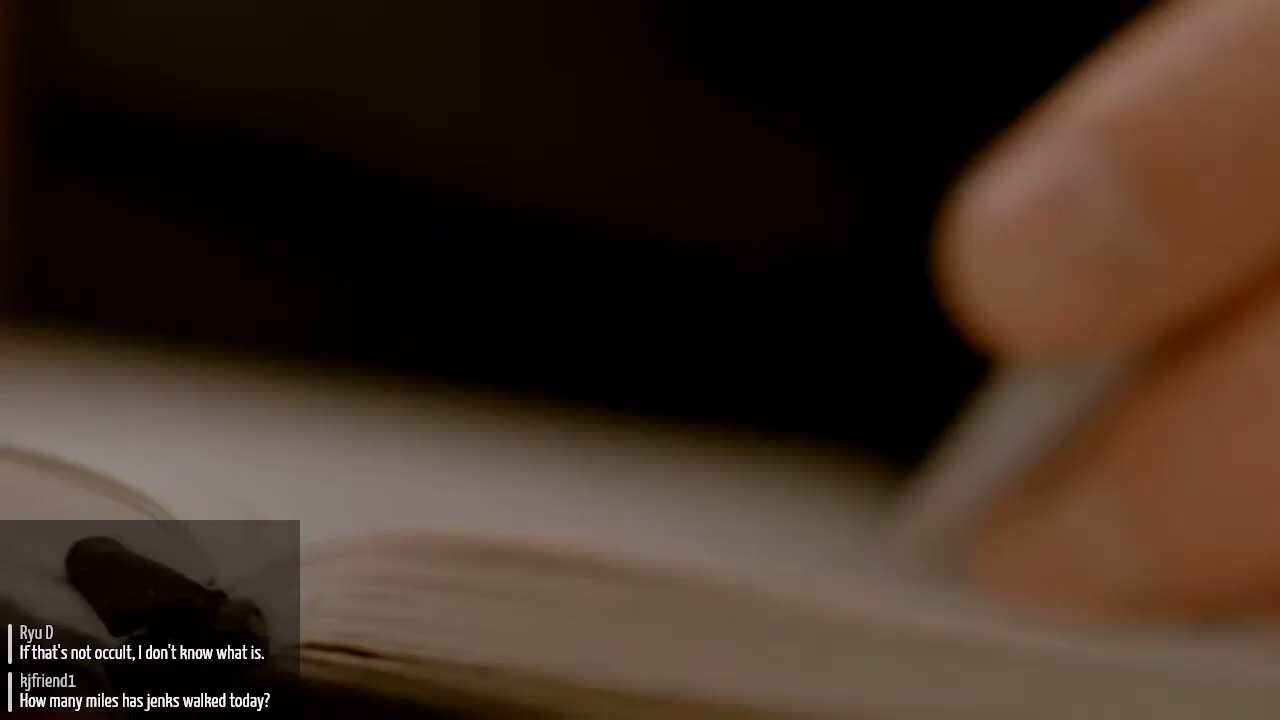 Ryu D
If that's not occult, I don't know what is.
kjfriend1
How many miles has jenks walked today?